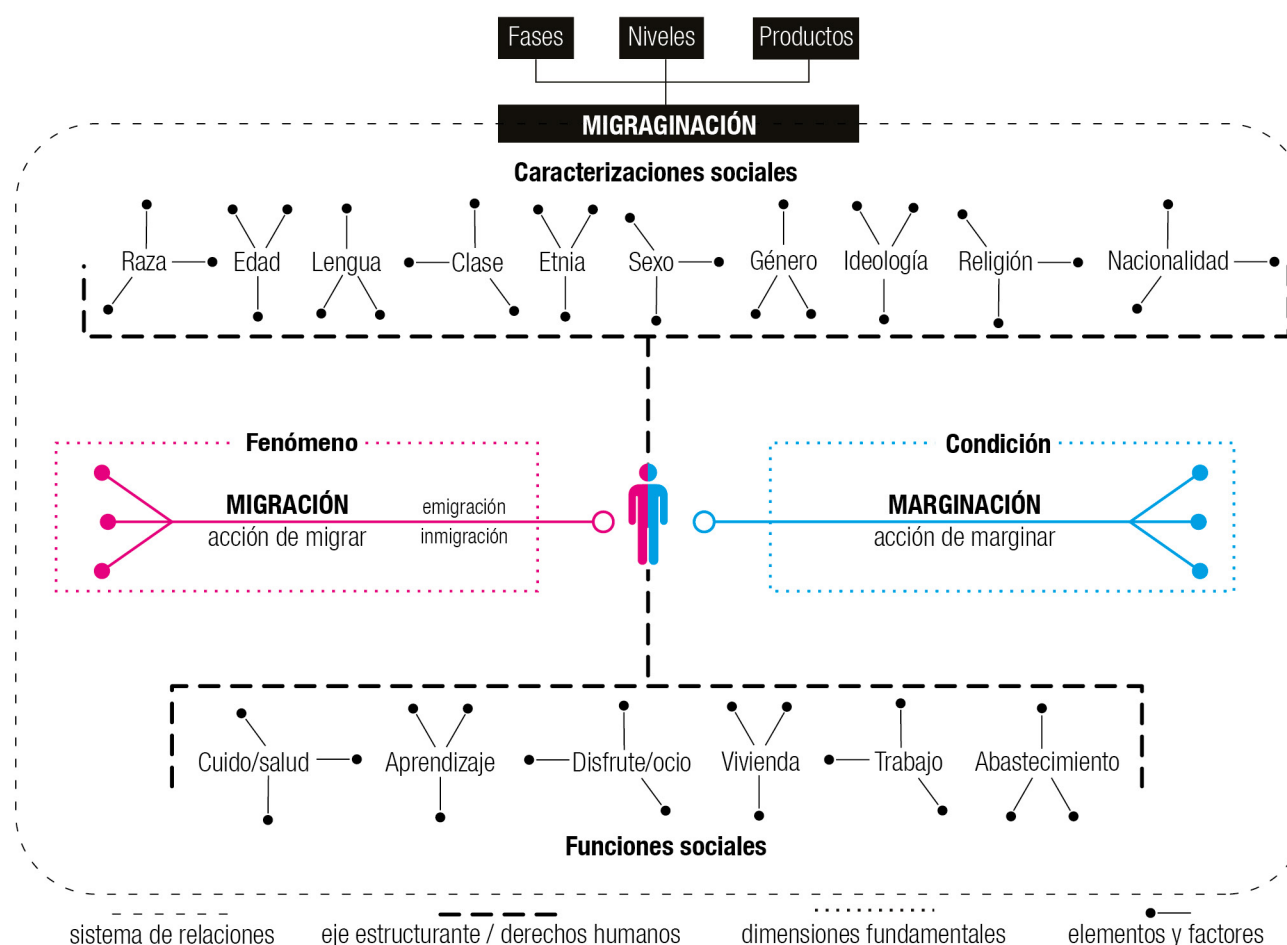 Fases
Niveles
Productos
MIGRAGINACIÓN
Caracterizaciones sociales
Raza
Edad
Lengua
Clase
Etnia
Sexo
Género
Ideología
Religión
Nacionalidad
Fenómeno
MIGRACIÓN
acción de migrar
emigración
inmigración
Condición
MARGINACIÓN
acción de marginar
Cuido/salud
Aprendizaje
Disfrute/ocio
Vivienda
Trabajo
Abastecimiento
Funciones sociales
sistema de relaciones
eje estructurante / derechos humanos
dimensiones fundamentales
elementos y factores